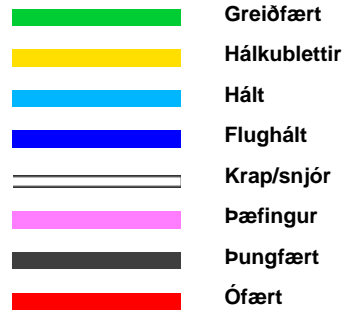 Greiðfært
Hálkublettir
Hált
Flughált
Krap/snjór
Þæfingur
Þungfært
Ófært